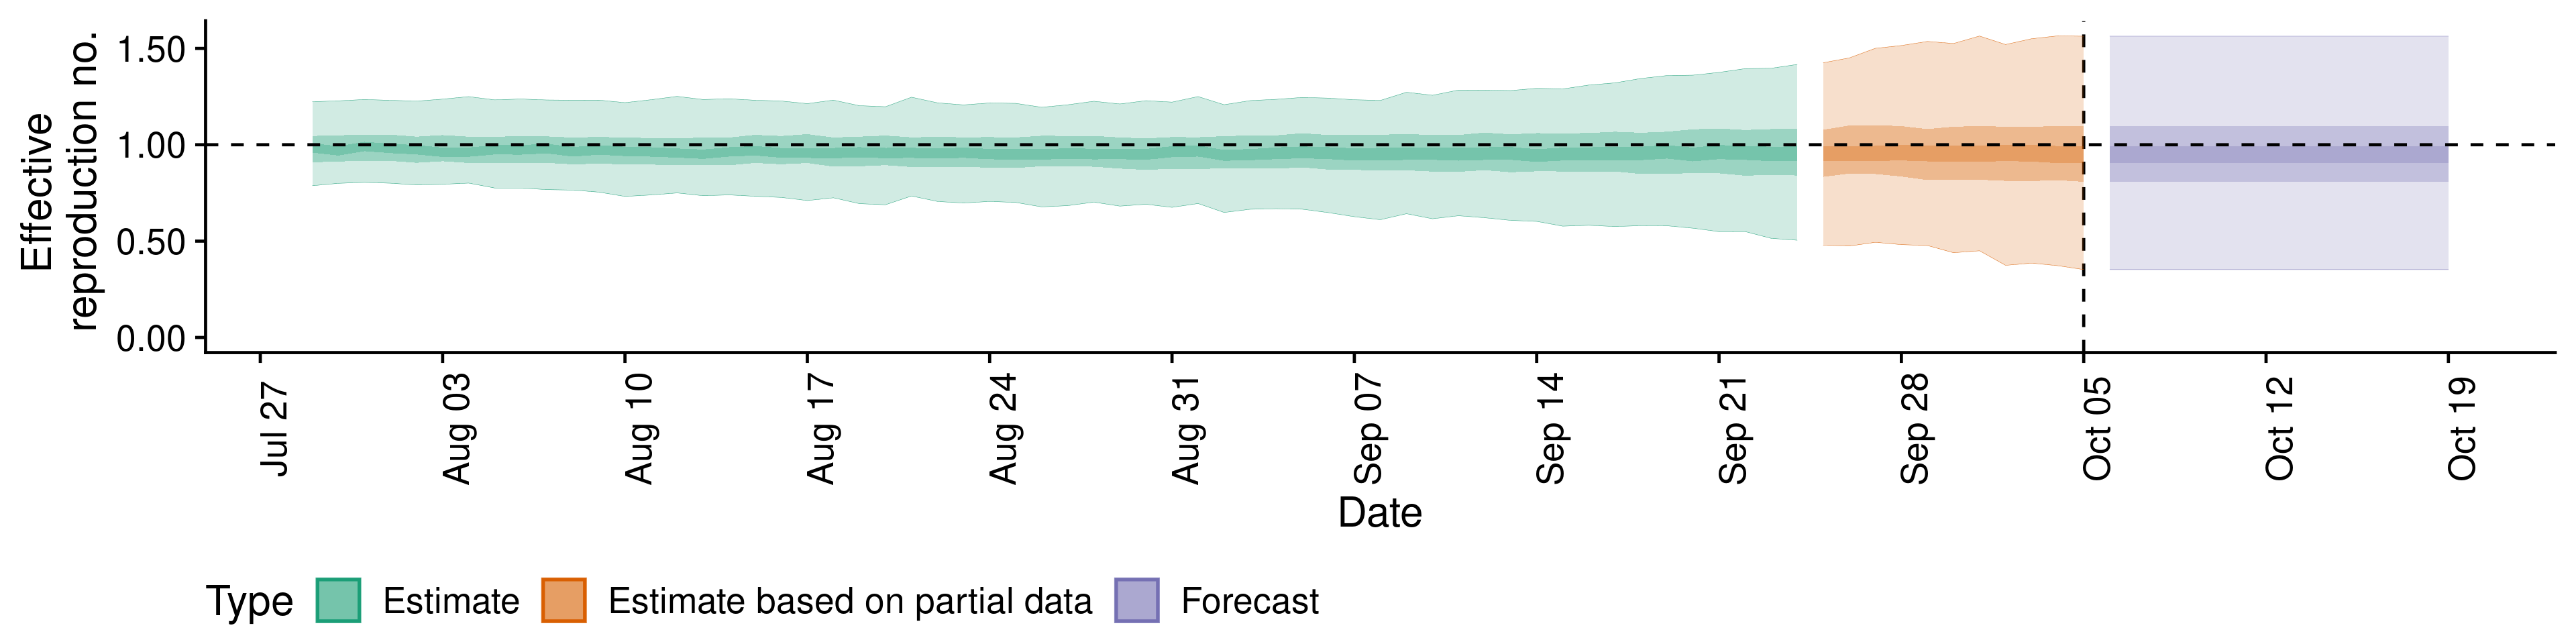 Effective
reproduction no.
1.50
1.00
0.50
0.00
Jul 27
Aug 03
Aug 10
Aug 17
Aug 24
Aug 31
Sep 07
Sep 14
Sep 21
Sep 28
Oct 05
Oct 12
Oct 19
Date
Type
Estimate
Estimate based on partial data
Forecast